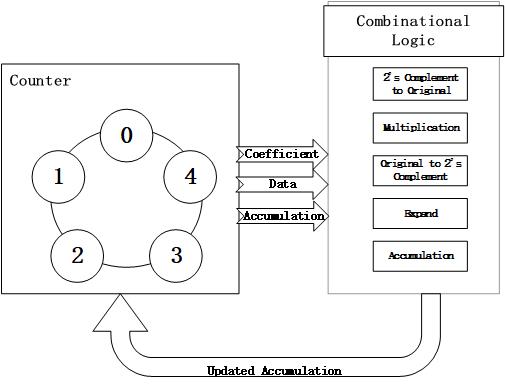 Combinational
Logic
Counter
2's Complement
to Original
0
Multiplication
Coefficient
1
4
Data
Original to 2's
Complement
Accumulation
Expand
2
3
Accumulation
Updated Accumulation